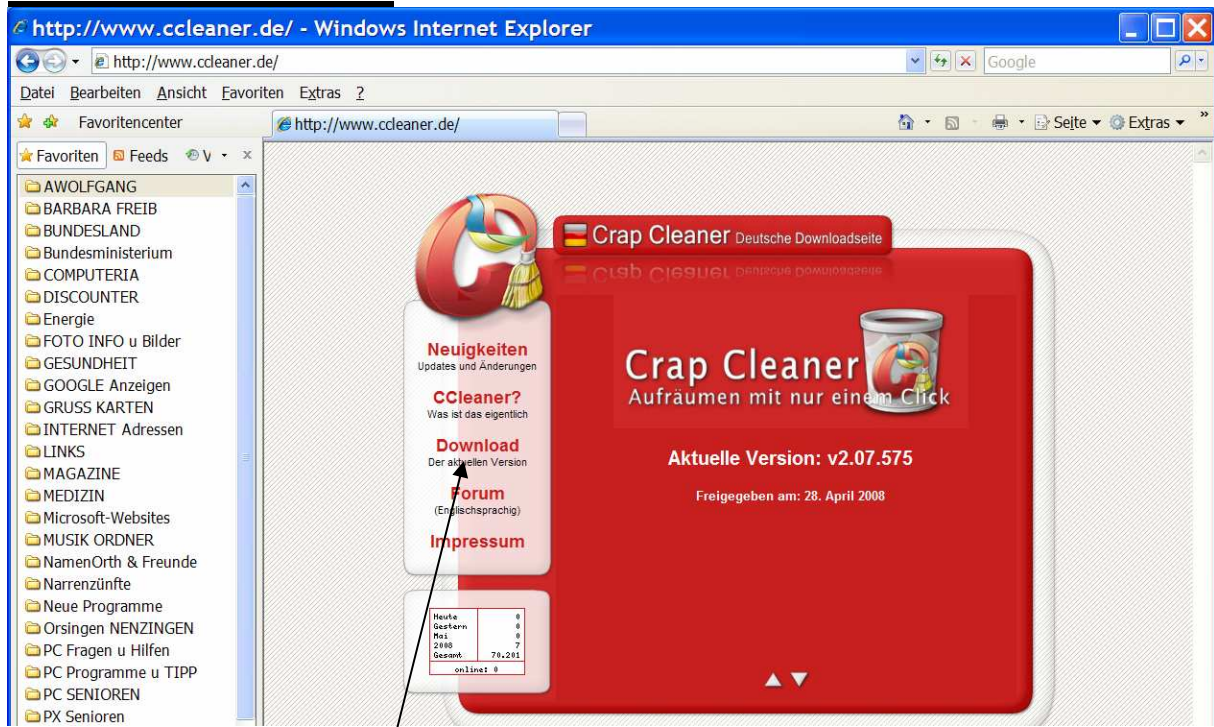 http://www.ccleaner.de/ - Windows Internet Explorer
http://www.ccleaner.de/
Google
Datei Bearbeiten Ansicht Favoriten Extras ?
Favoritencenter
http://www.ccleaner.de/
Seite
Extras
Favoriten
Feeds
V
AWOLFGANG
BARBARA FREIB
BUNDESLAND
Bundesministerium
COMPUTERIA
DISCOUNTER
Energie
FOTO INFO u Bilder
GESUNDHEIT
GOOGLE Anzeigen
GRUSS KARTEN
INTERNET Adressen
LINKS
MAGAZINE
MEDIZIN
Microsoft-Websites
MUSIK ORDNER
NamenOrth & Freunde
Narrenzünfte
Neue Programme
Orsingen NENZINGEN
PC Fragen u Hilfen
PC Programme u TIPP
PC SENIOREN
PX Senioren
Crap Cleaner Deutsche Downloadseite
Neuigkeiten
Updates und Änderungen
CCleaner?
Was ist das eigentlich
Download
Der aktuellen Version
Forum
(Englischsprachig)
Impressum
Heute 0
Gestern 0
Mai 0
2008 7
Gesamt 70.201
online: 0
Crap Cleaner
Aufräumen mit nur einem Click
Aktuelle Version: v2.07.575
Freigegeben am: 28. April 2008